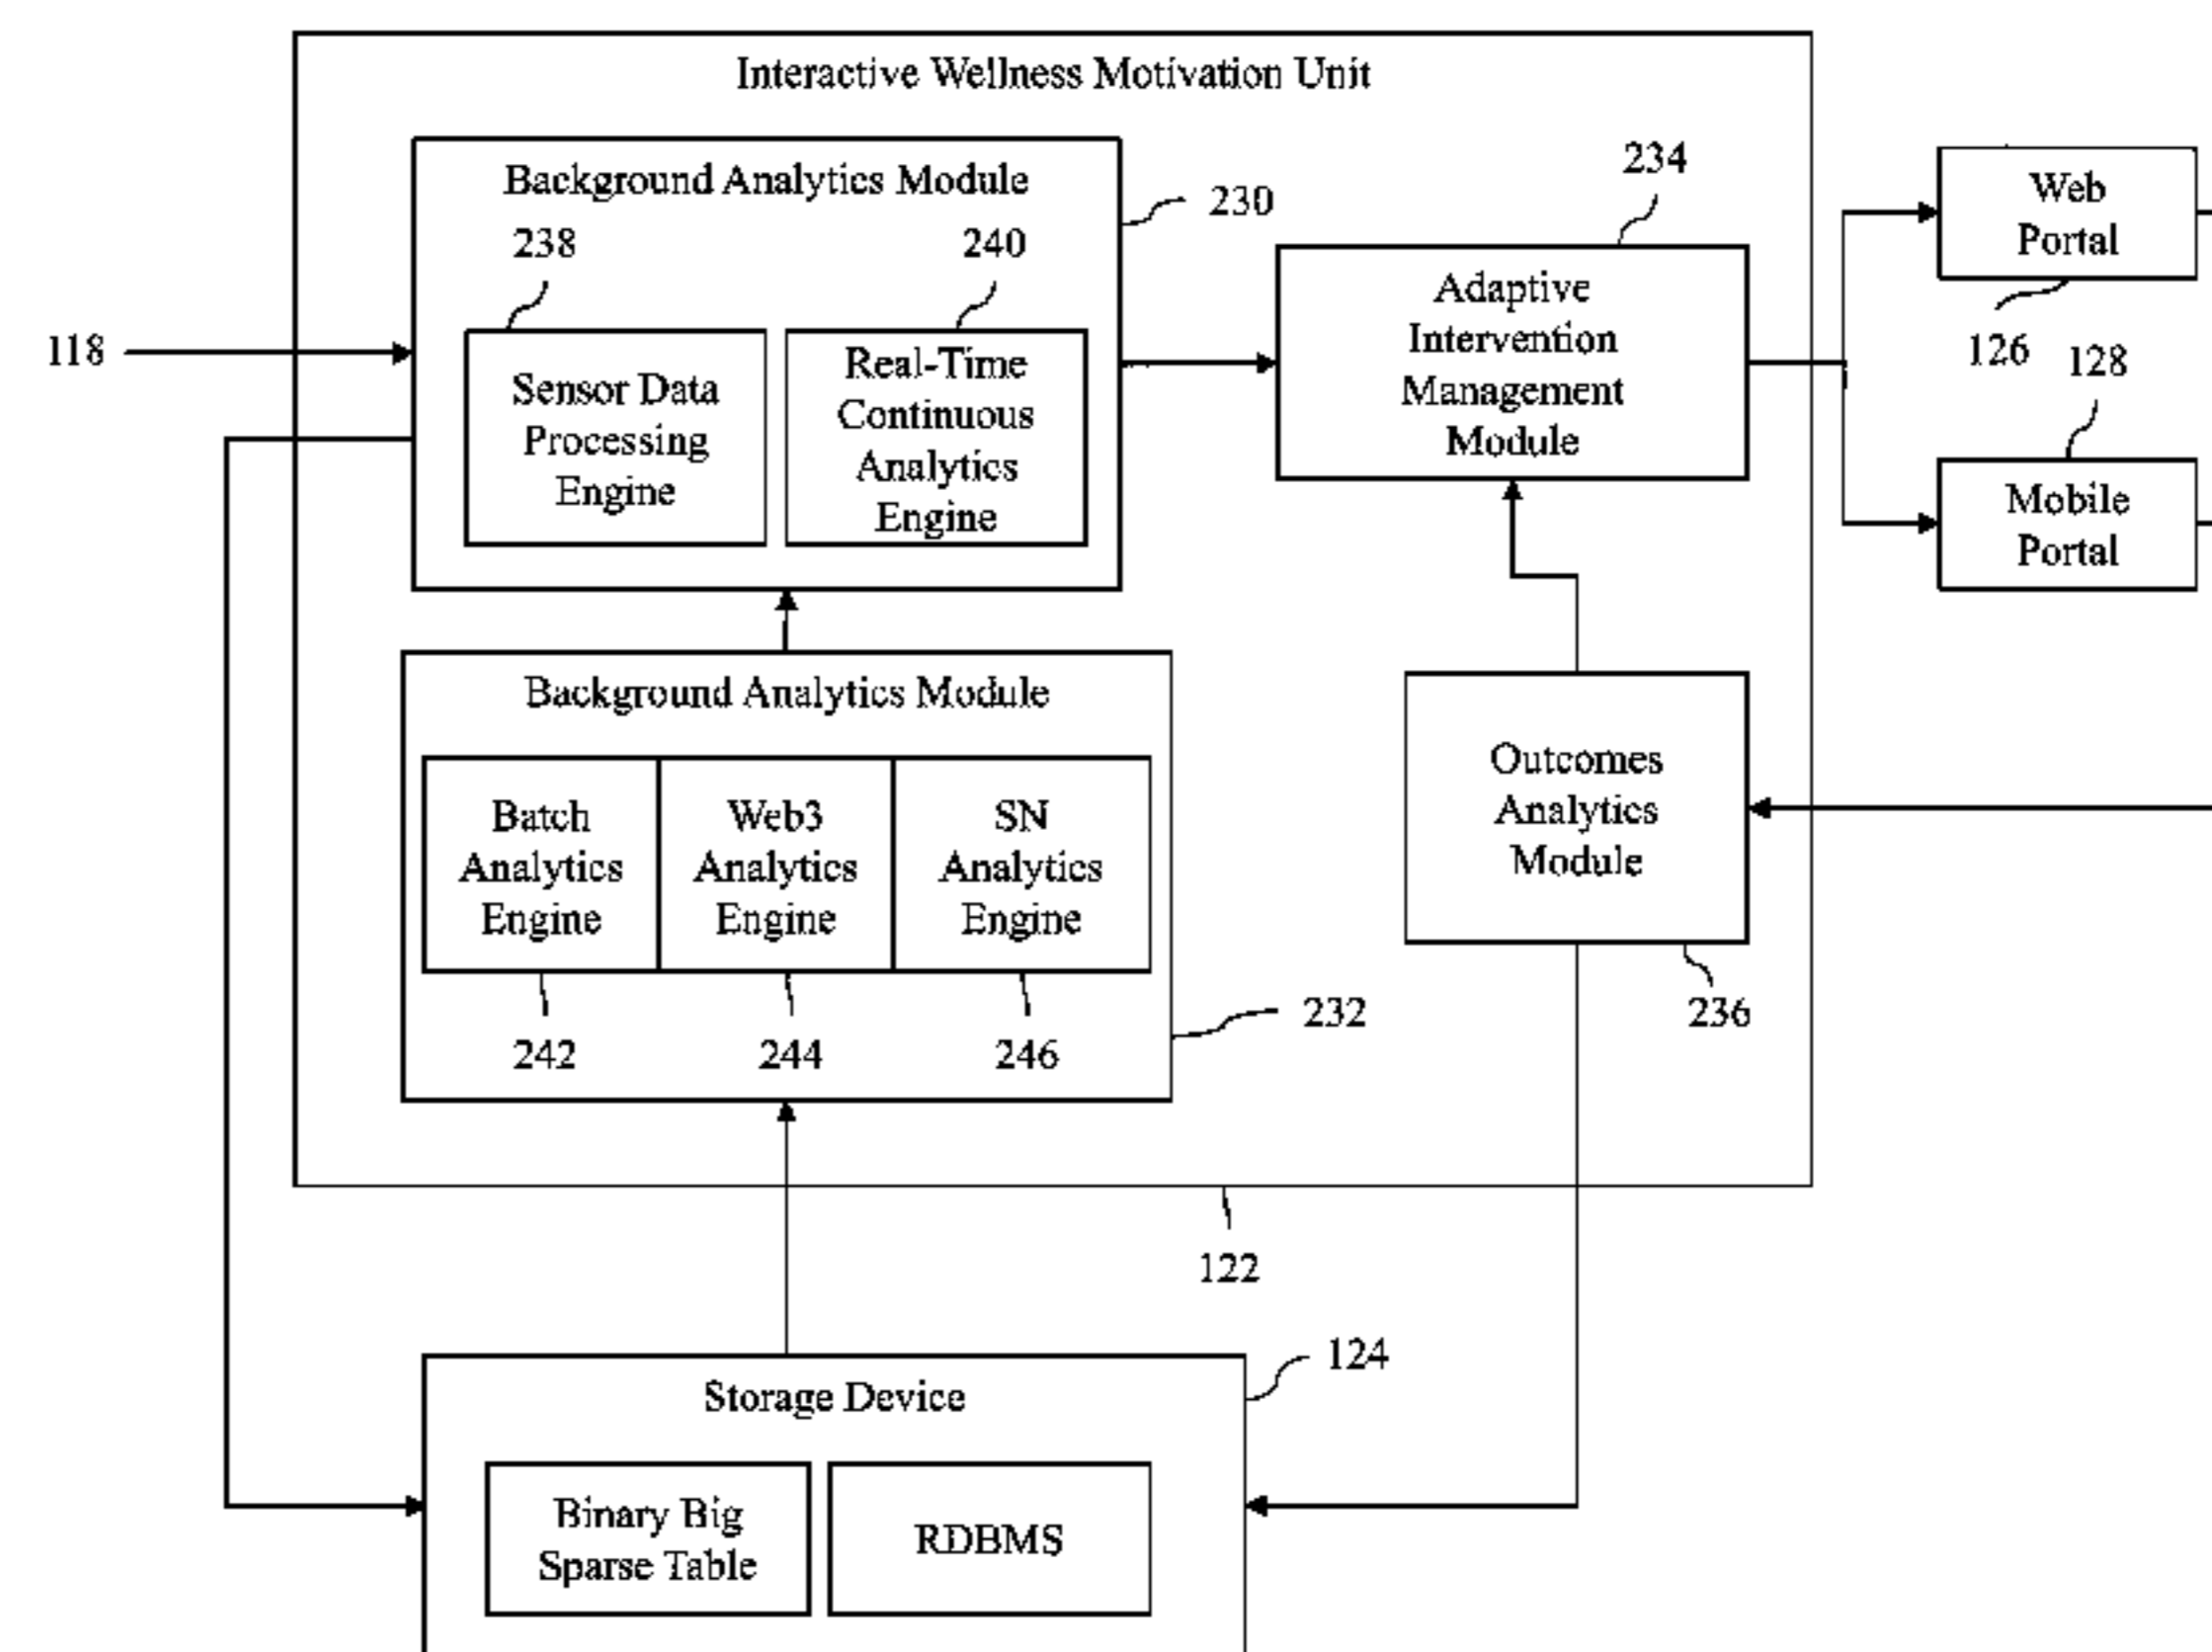 Interactive Wellness Motivation Unit
Background Analytics Module
230
238
240
118
Sensor Data
Processing
Engine
Real-Time
Continuous
Analytics
Engine
234
Adaptive
Intervention
Management
Module
Web
Portal
126
128
Mobile
Portal
Background Analytics Module
Batch
Analytics
Engine
Web3
Analytics
Engine
SN
Analytics
Engine
242
244
246
232
Outcomes
Analytics
Module
236
122
124
Storage Device
Binary Big
Sparse Table
RDBMS